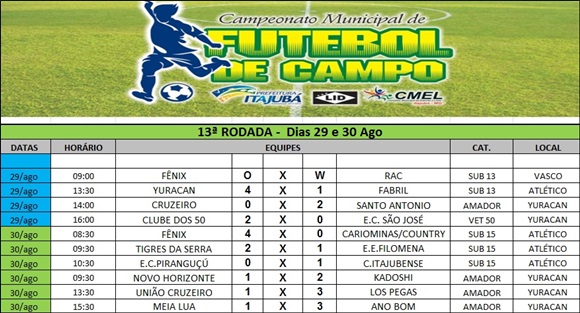 Campeonato Municipal de
FUTEBOL
DE CAMPO
PREFEITURA ITAJUBÁ LID CMEL
13ª RODADA - Dias 29 e 30 Ago
DATAS HORÁRIO EQUIPES CAT. LOCAL
29/ago 09:00 FÊNIX O X W RAC SUB 13 VASCO
29/ago 13:30 YURACAN 4 X 1 FABRIL SUB 13 ATLÉTICO
29/ago 14:00 CRUZEIRO 0 X 2 SANTO ANTONIO AMADOR YURACAN
29/ago 16:00 CLUBE DOS 50 2 X 0 E.C. SÃO JOSÉ VET 50 YURACAN
30/ago 08:30 FÊNIX 4 X 0 CARIOMINAS/COUNTRY SUB 15 ATLÉTICO
30/ago 09:30 TIGRES DA SERRA 2 X 1 E.E.FILOMENA SUB 15 ATLÉTICO
30/ago 10:30 E.C.PIRANGUÇÚ 0 X 1 C.ITAJUBENSE SUB 15 ATLÉTICO
30/ago 09:30 NOVO HORIZONTE 1 X 2 KADOSHI AMADOR YURACAN
30/ago 13:30 UNIÃO CRUZEIRO 1 X 3 LOS PEGAS AMADOR YURACAN
30/ago 15:30 MEIA LUA 1 X 3 ANO BOM AMADOR YURACAN